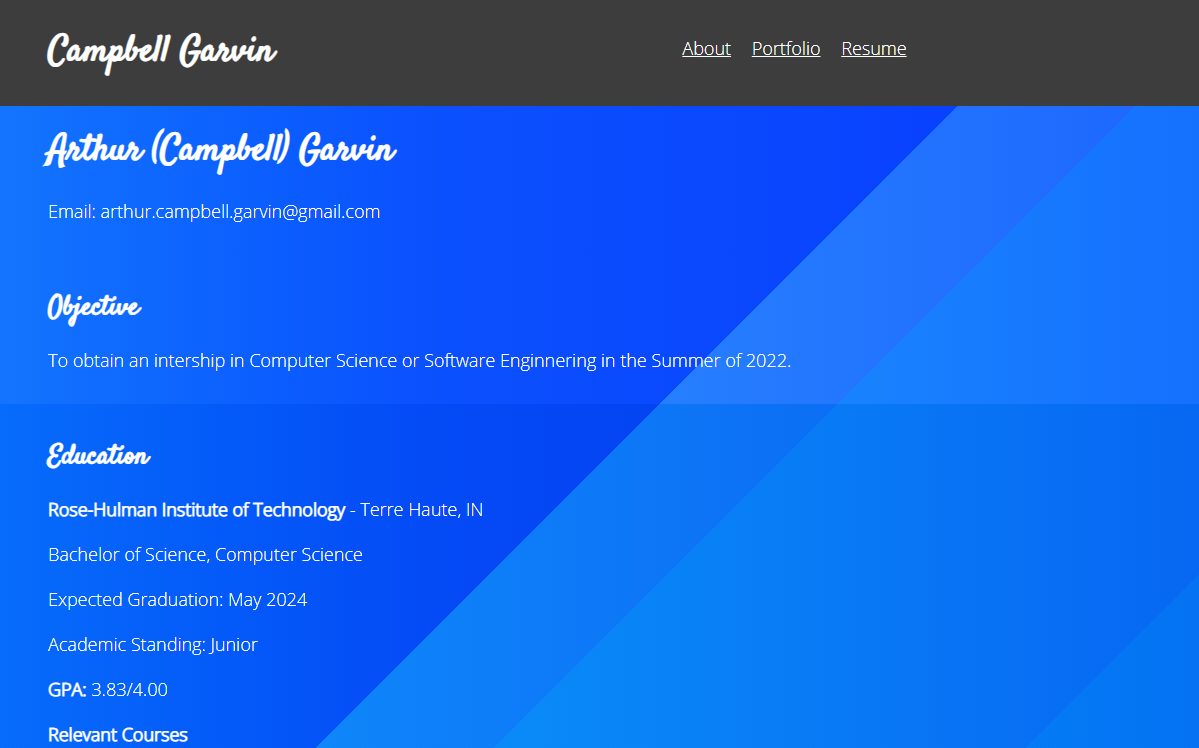 Campbell Garvin
About Portfolio Resume
Arthur (Campbell) Garvin
Email: arthur.campbell.garvin@gmail.com
Objective
To obtain an intership in Computer Science or Software Enginnering in the Summer of 2022.
Education
Rose-Hulman Institute of Technology - Terre Haute, IN
Bachelor of Science, Computer Science
Expected Graduation: May 2024
Academic Standing: Junior
GPA: 3.83/4.00
Relevant Courses